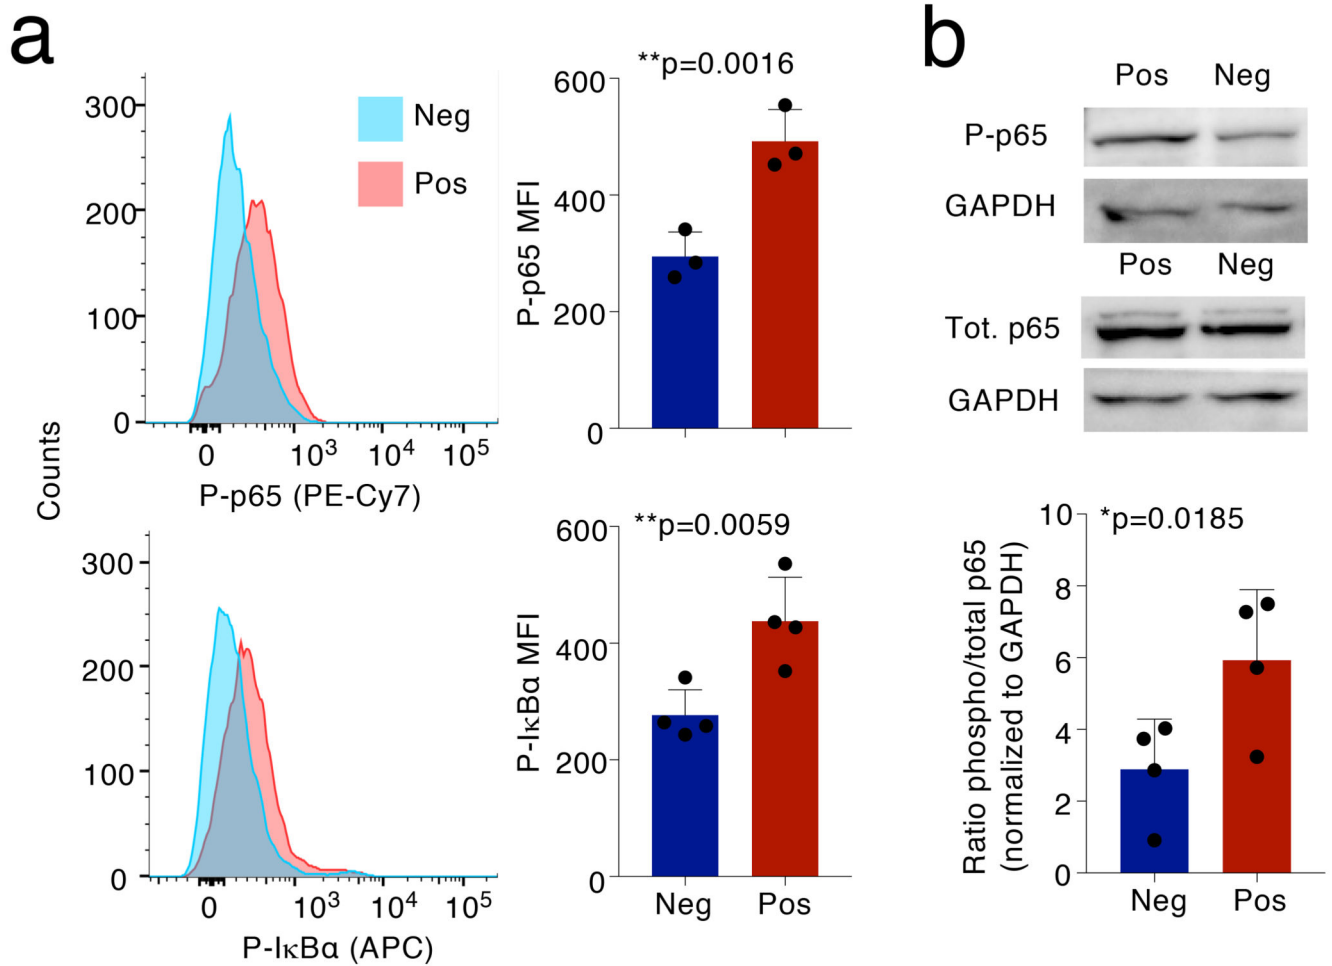 a
300
200
100
0
Neg
Pos
0 10³ 10⁴ 10⁵
P-p65 (PE-Cy7)
Counts
**p=0.0016
600
400
200
0
P-p65 MFI
300
200
100
0
0 10³ 10⁴ 10⁵
P-IκBα (APC)
**p=0.0059
600
400
200
0
P-IκBα MFI
Neg Pos
b
Pos Neg
P-p65
GAPDH
Pos Neg
Tot. p65
GAPDH
*p=0.0185
10
8
6
4
2
0
Ratio phospho/total p65
(normalized to GAPDH)
Neg Pos